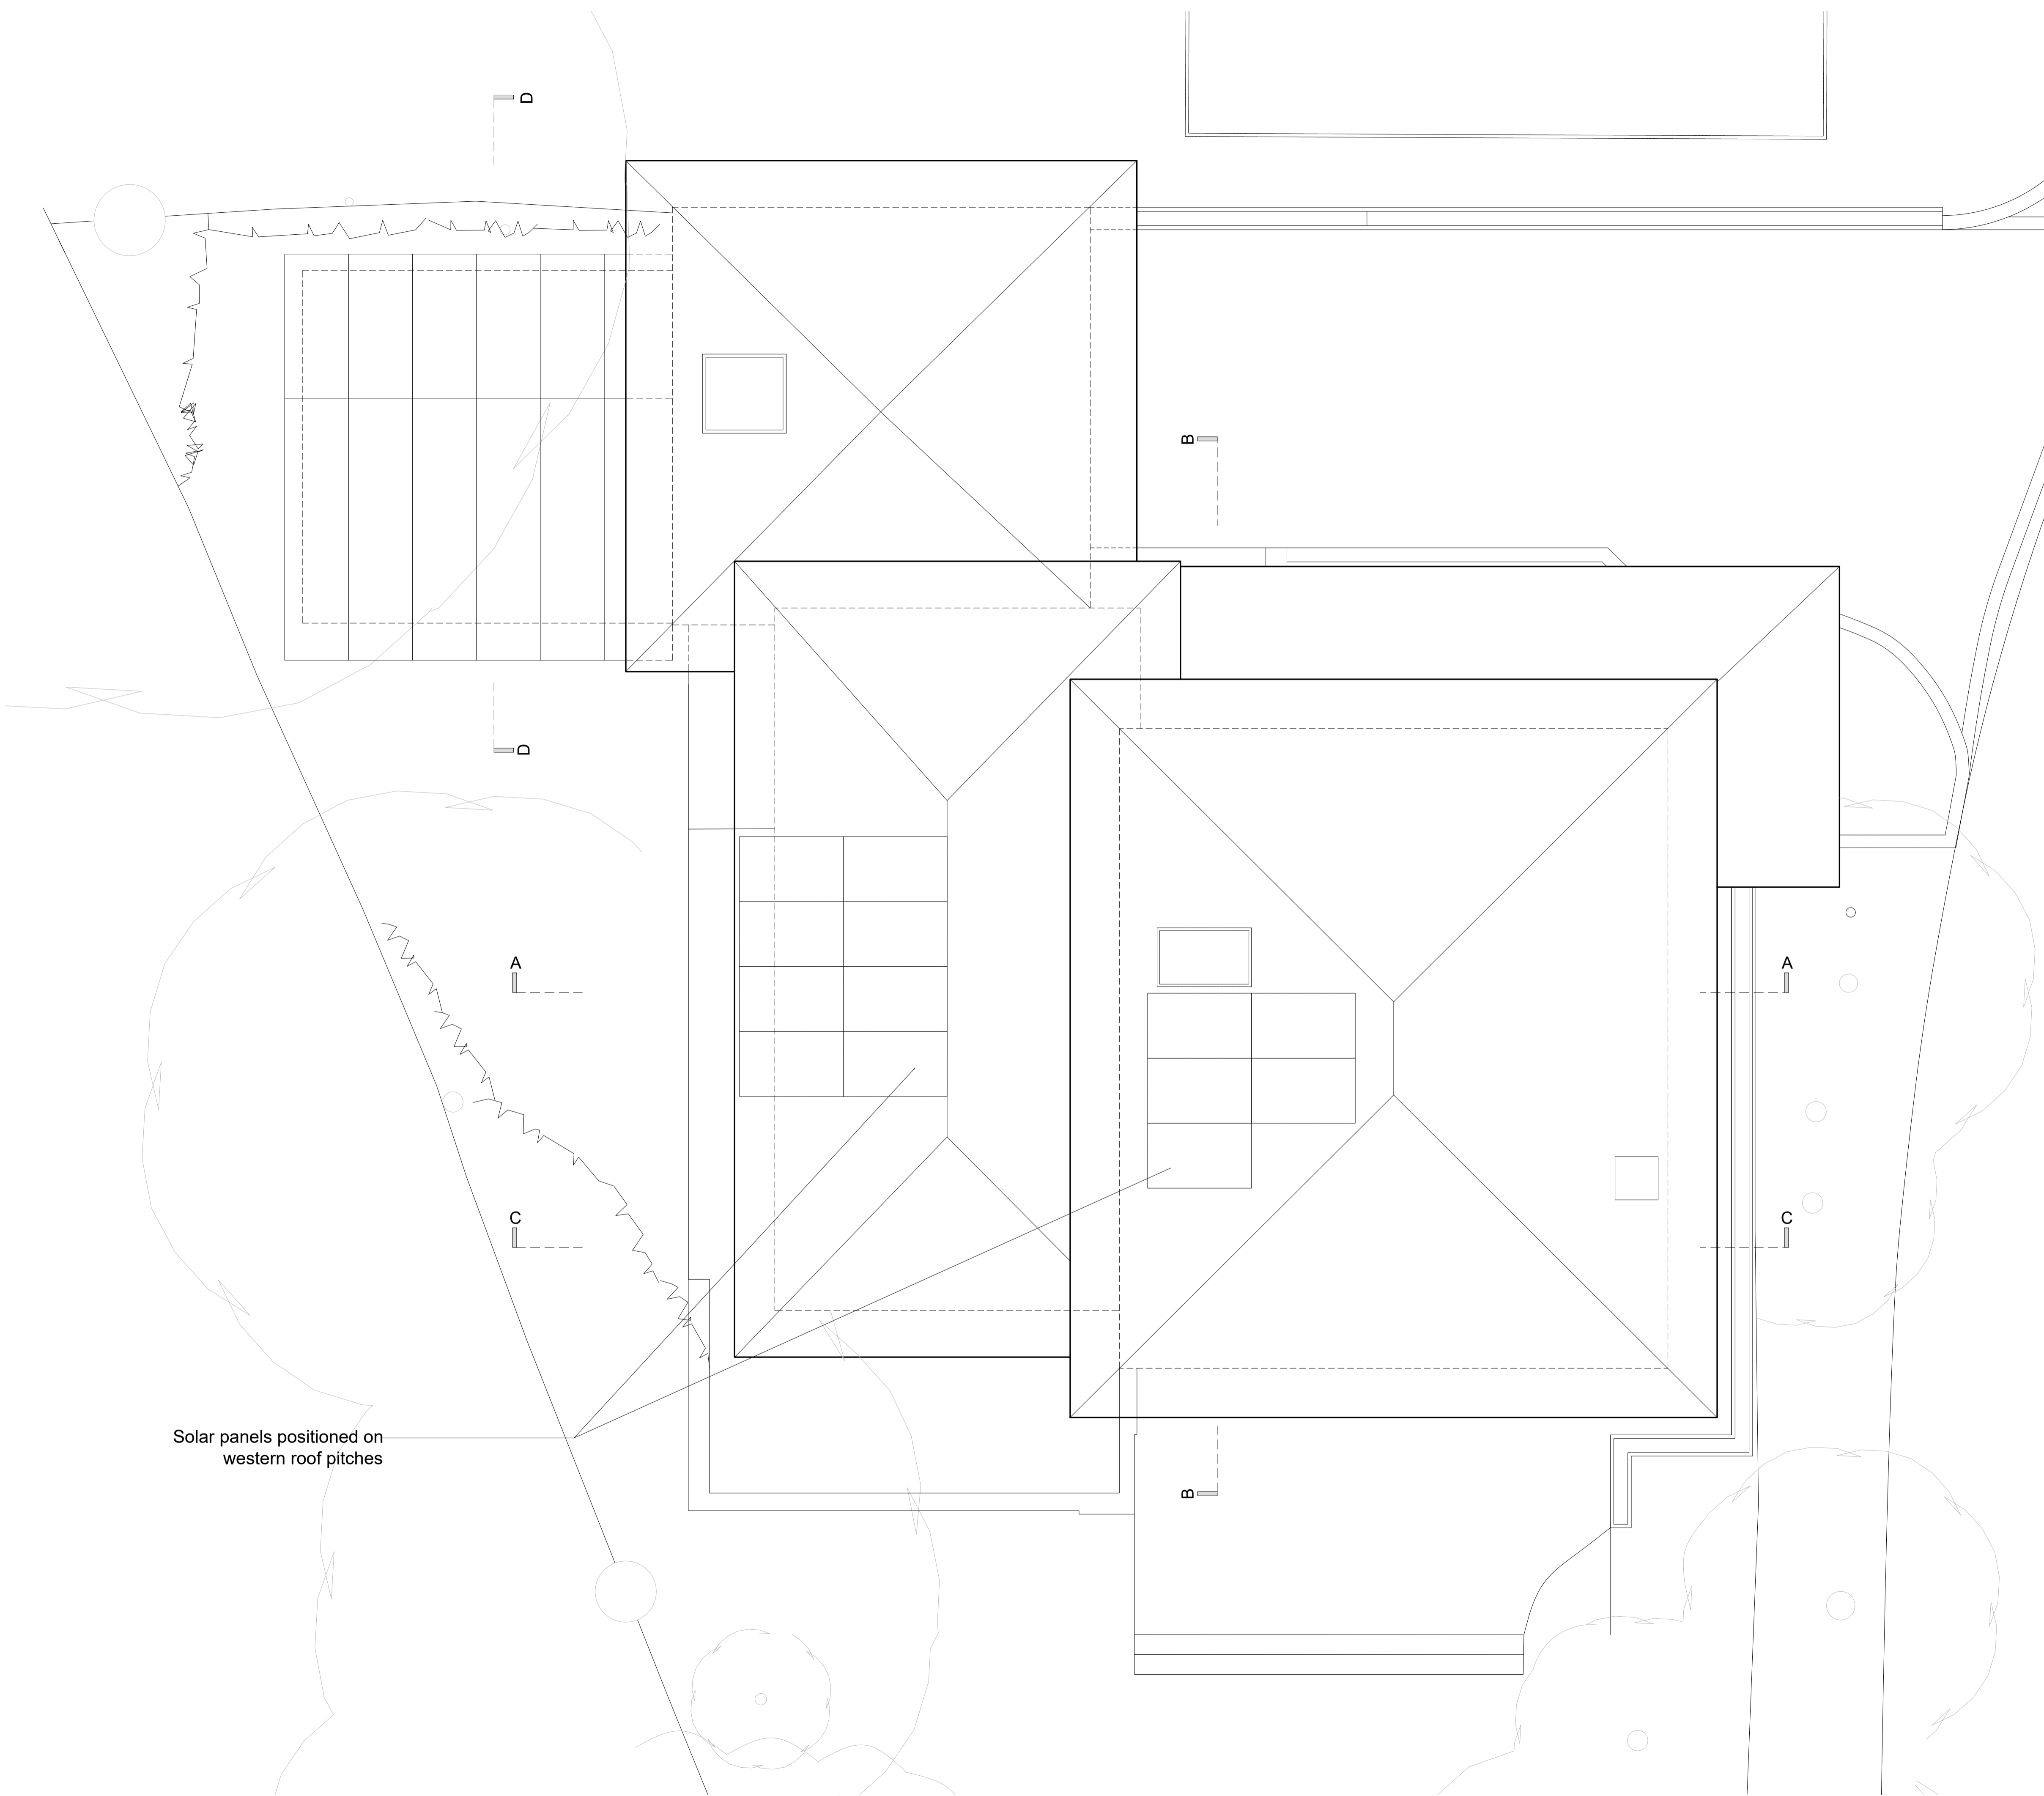 D
B
D
A
A
C
C
Solar panels positioned on
western roof pitches
B